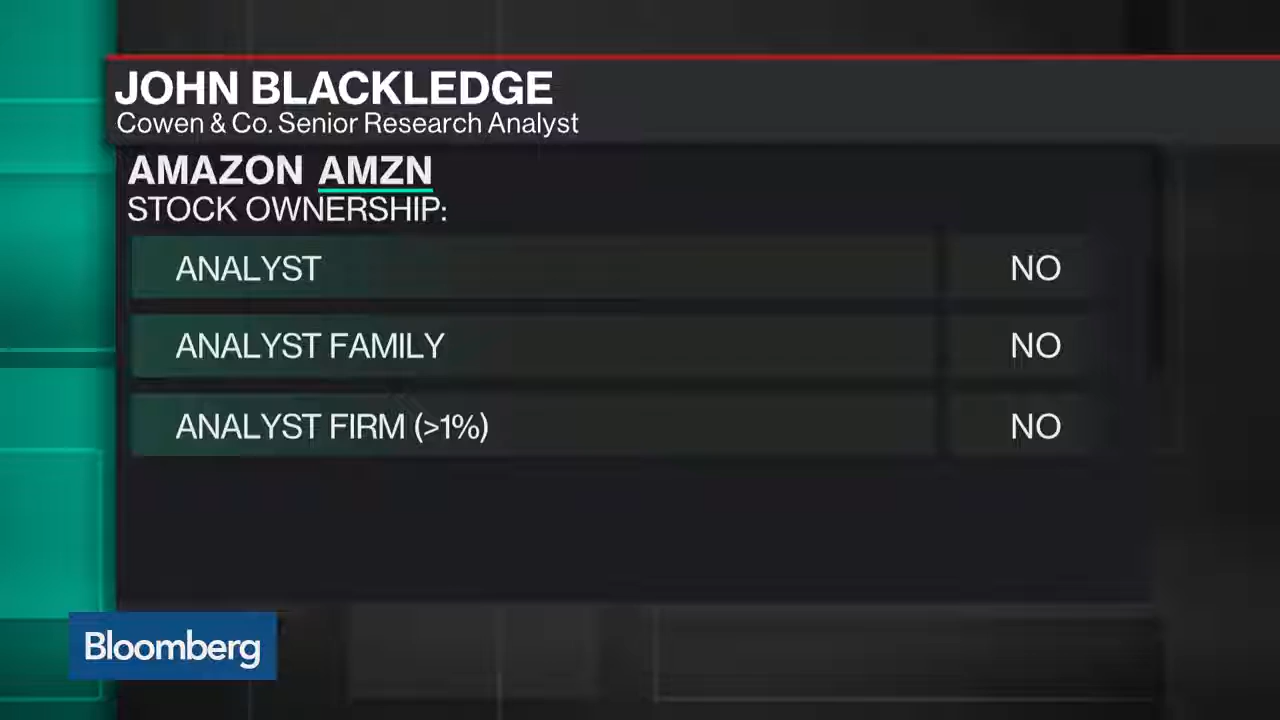 JOHN BLACKLEDGE
Cowen & Co. Senior Research Analyst
AMAZON AMZN
STOCK OWNERSHIP:
ANALYST NO
ANALYST FAMILY NO
ANALYST FIRM (>1%) NO
Bloomberg